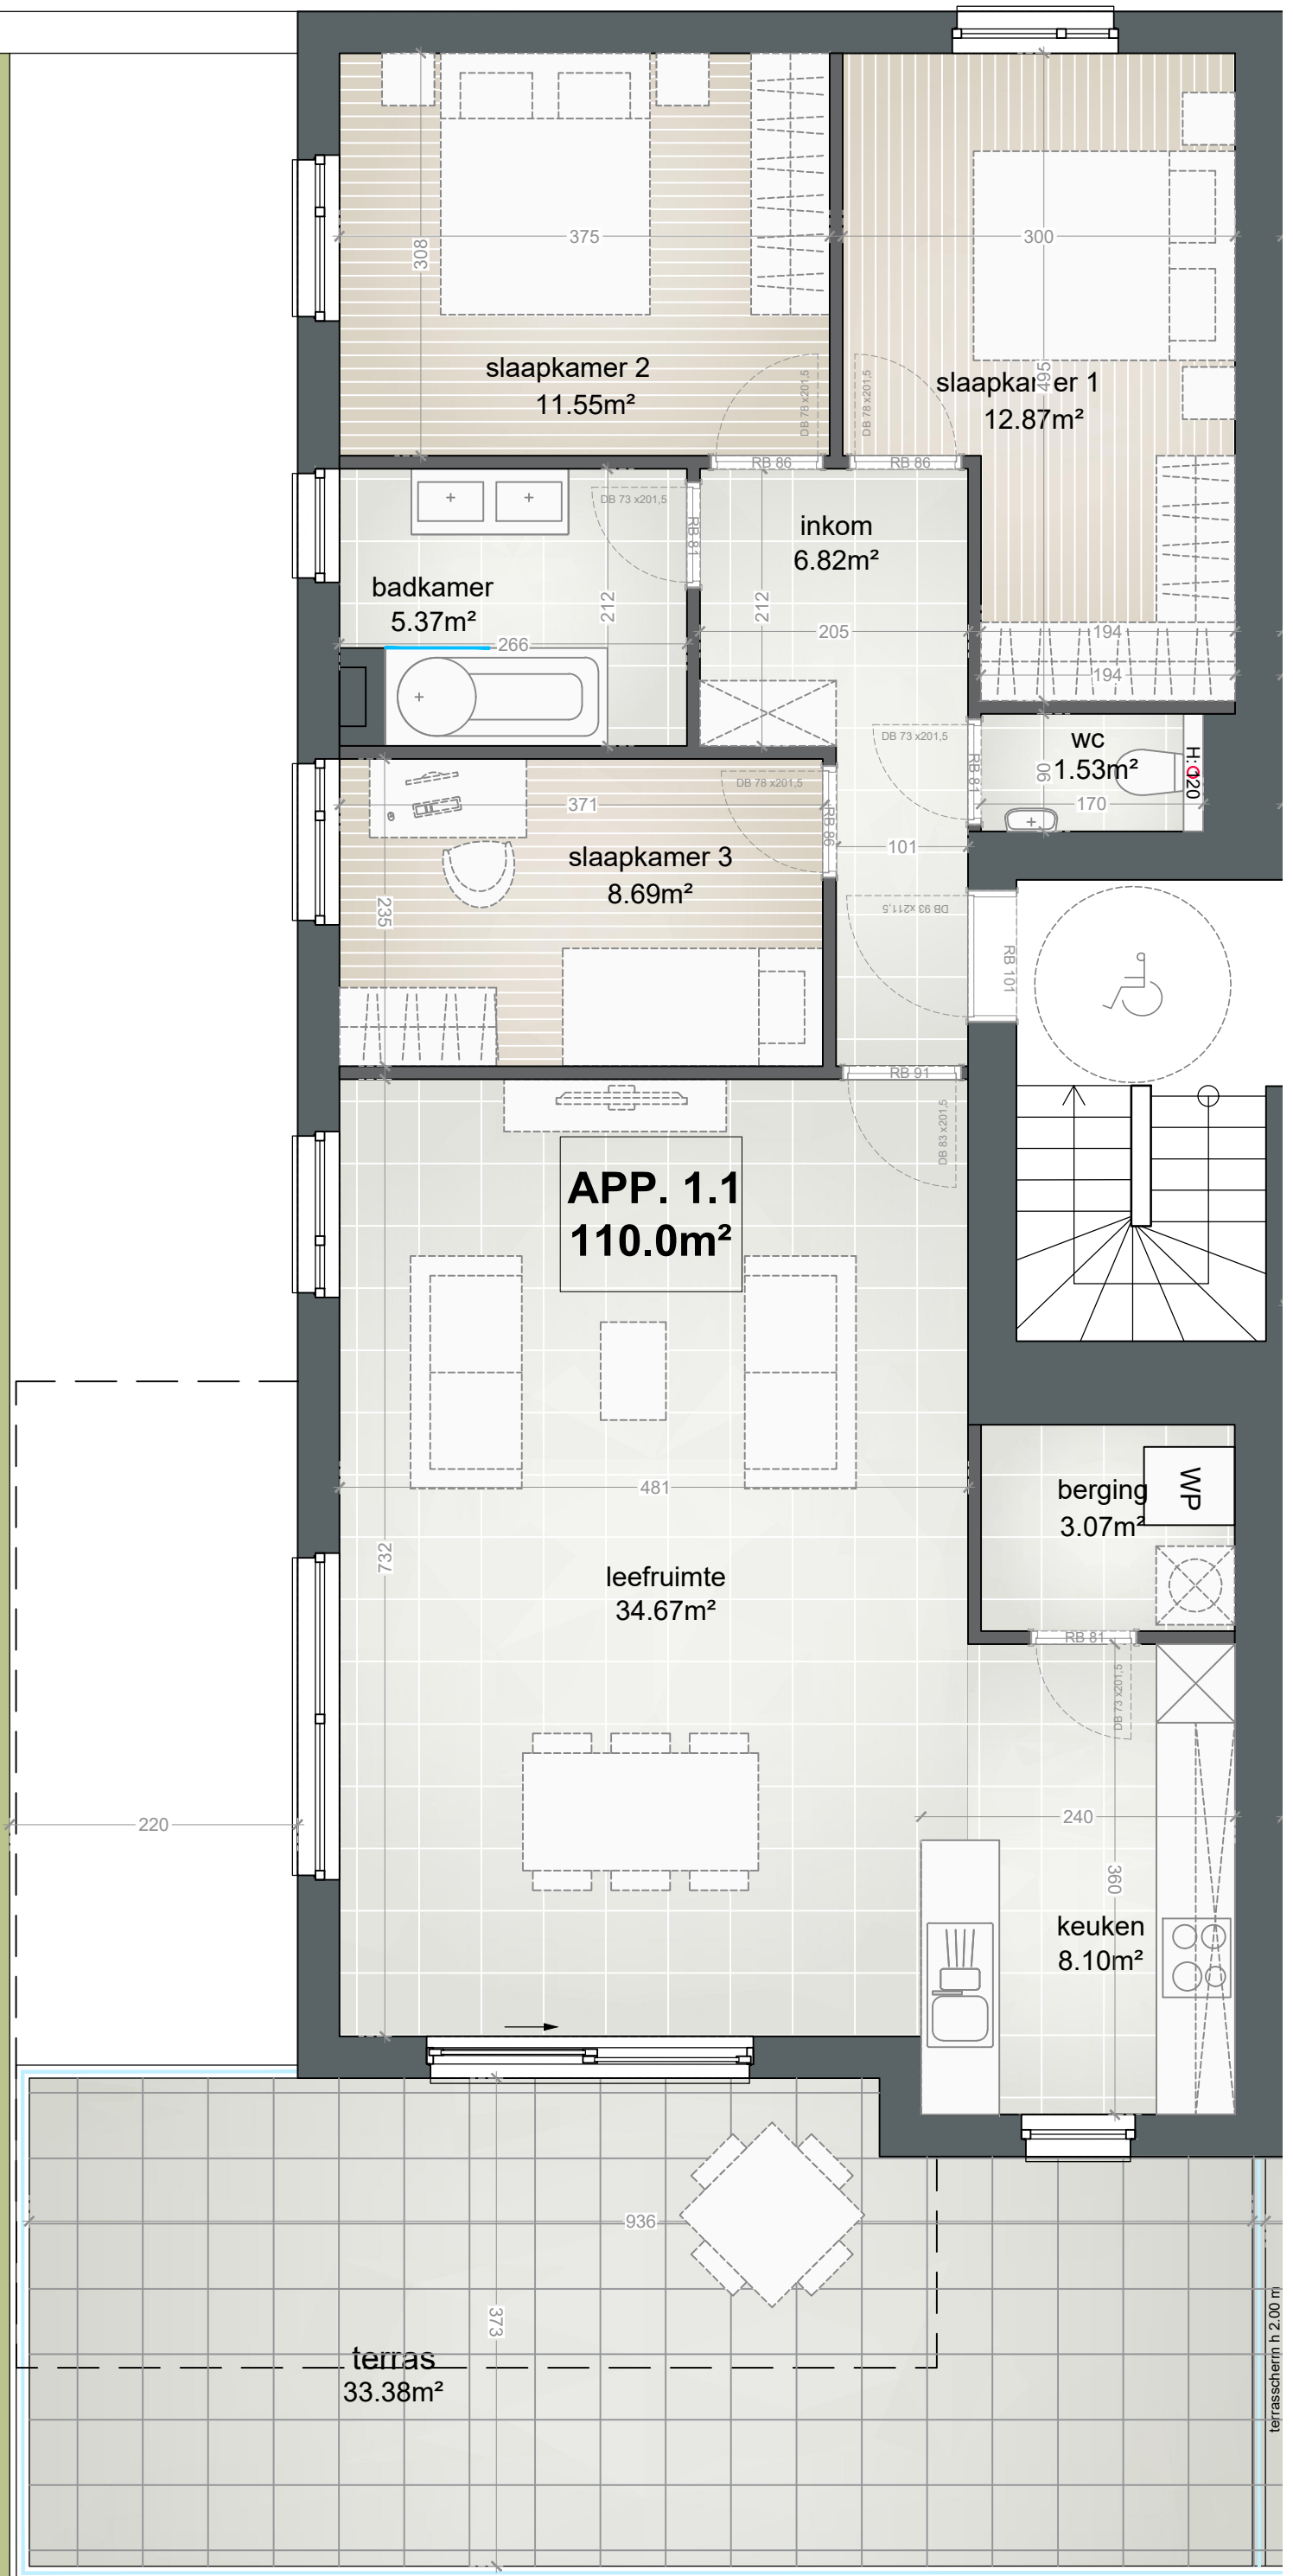 375
300
308
slaapkamer 2
11.55m²
495
slaapkamer 1
12.87m²
DB 78 x201,5
DB 78 x201,5
RB 86
RB 86
DB 73 x201,5
RB 81
inkom
6.82m²
badkamer
5.37m²
212
212
266
205
194
194
wc
1.53m²
90
170
H: 120
DB 73 x201,5
RB 81
DB 78 x201,5
371
RB 86
slaapkamer 3
8.69m²
235
101
DB 93 x211,5
RB 101
RB 91
DB 83 x201,5
APP. 1.1
110.0m²
481
732
berging
3.07m²
WP
leefruimte
34.67m²
RB 81
DB 73 x201,5
220
240
360
keuken
8.10m²
936
373
terras
33.38m²
terrasscherm h 2.00 m